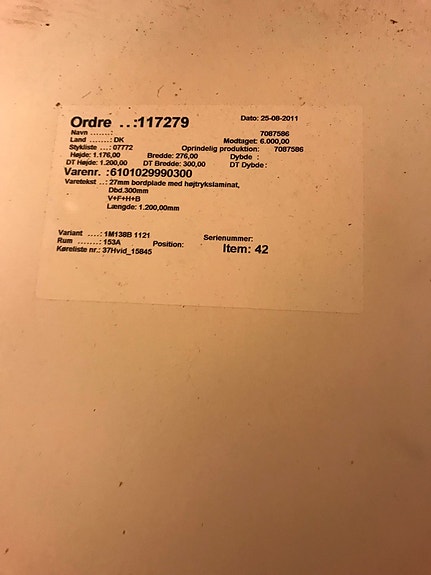 Ordre ...:117279 Dato: 25-08-2011
Navn .......: 7087586
Land .......: DK Modtaget: 6.000,00
Stykliste ..: 07772 Oprindelig produktion: 7087586
Højde: 1.176,00 Bredde: 276,00 Dybde :
DT Højde: 1.200,00 DT Bredde: 300,00 DT Dybde:
Varenr. .:6101029990300
Varetekst ..: 27mm bordplade med højtrykslaminat,
Dbd.300mm
V+F+H+B
Længde: 1.200,00mm
Variant ....: 1M138B 1121
Rum .......: 153A Position: Serienummer:
Køreliste nr.: 37Hvid_15845 Item: 42